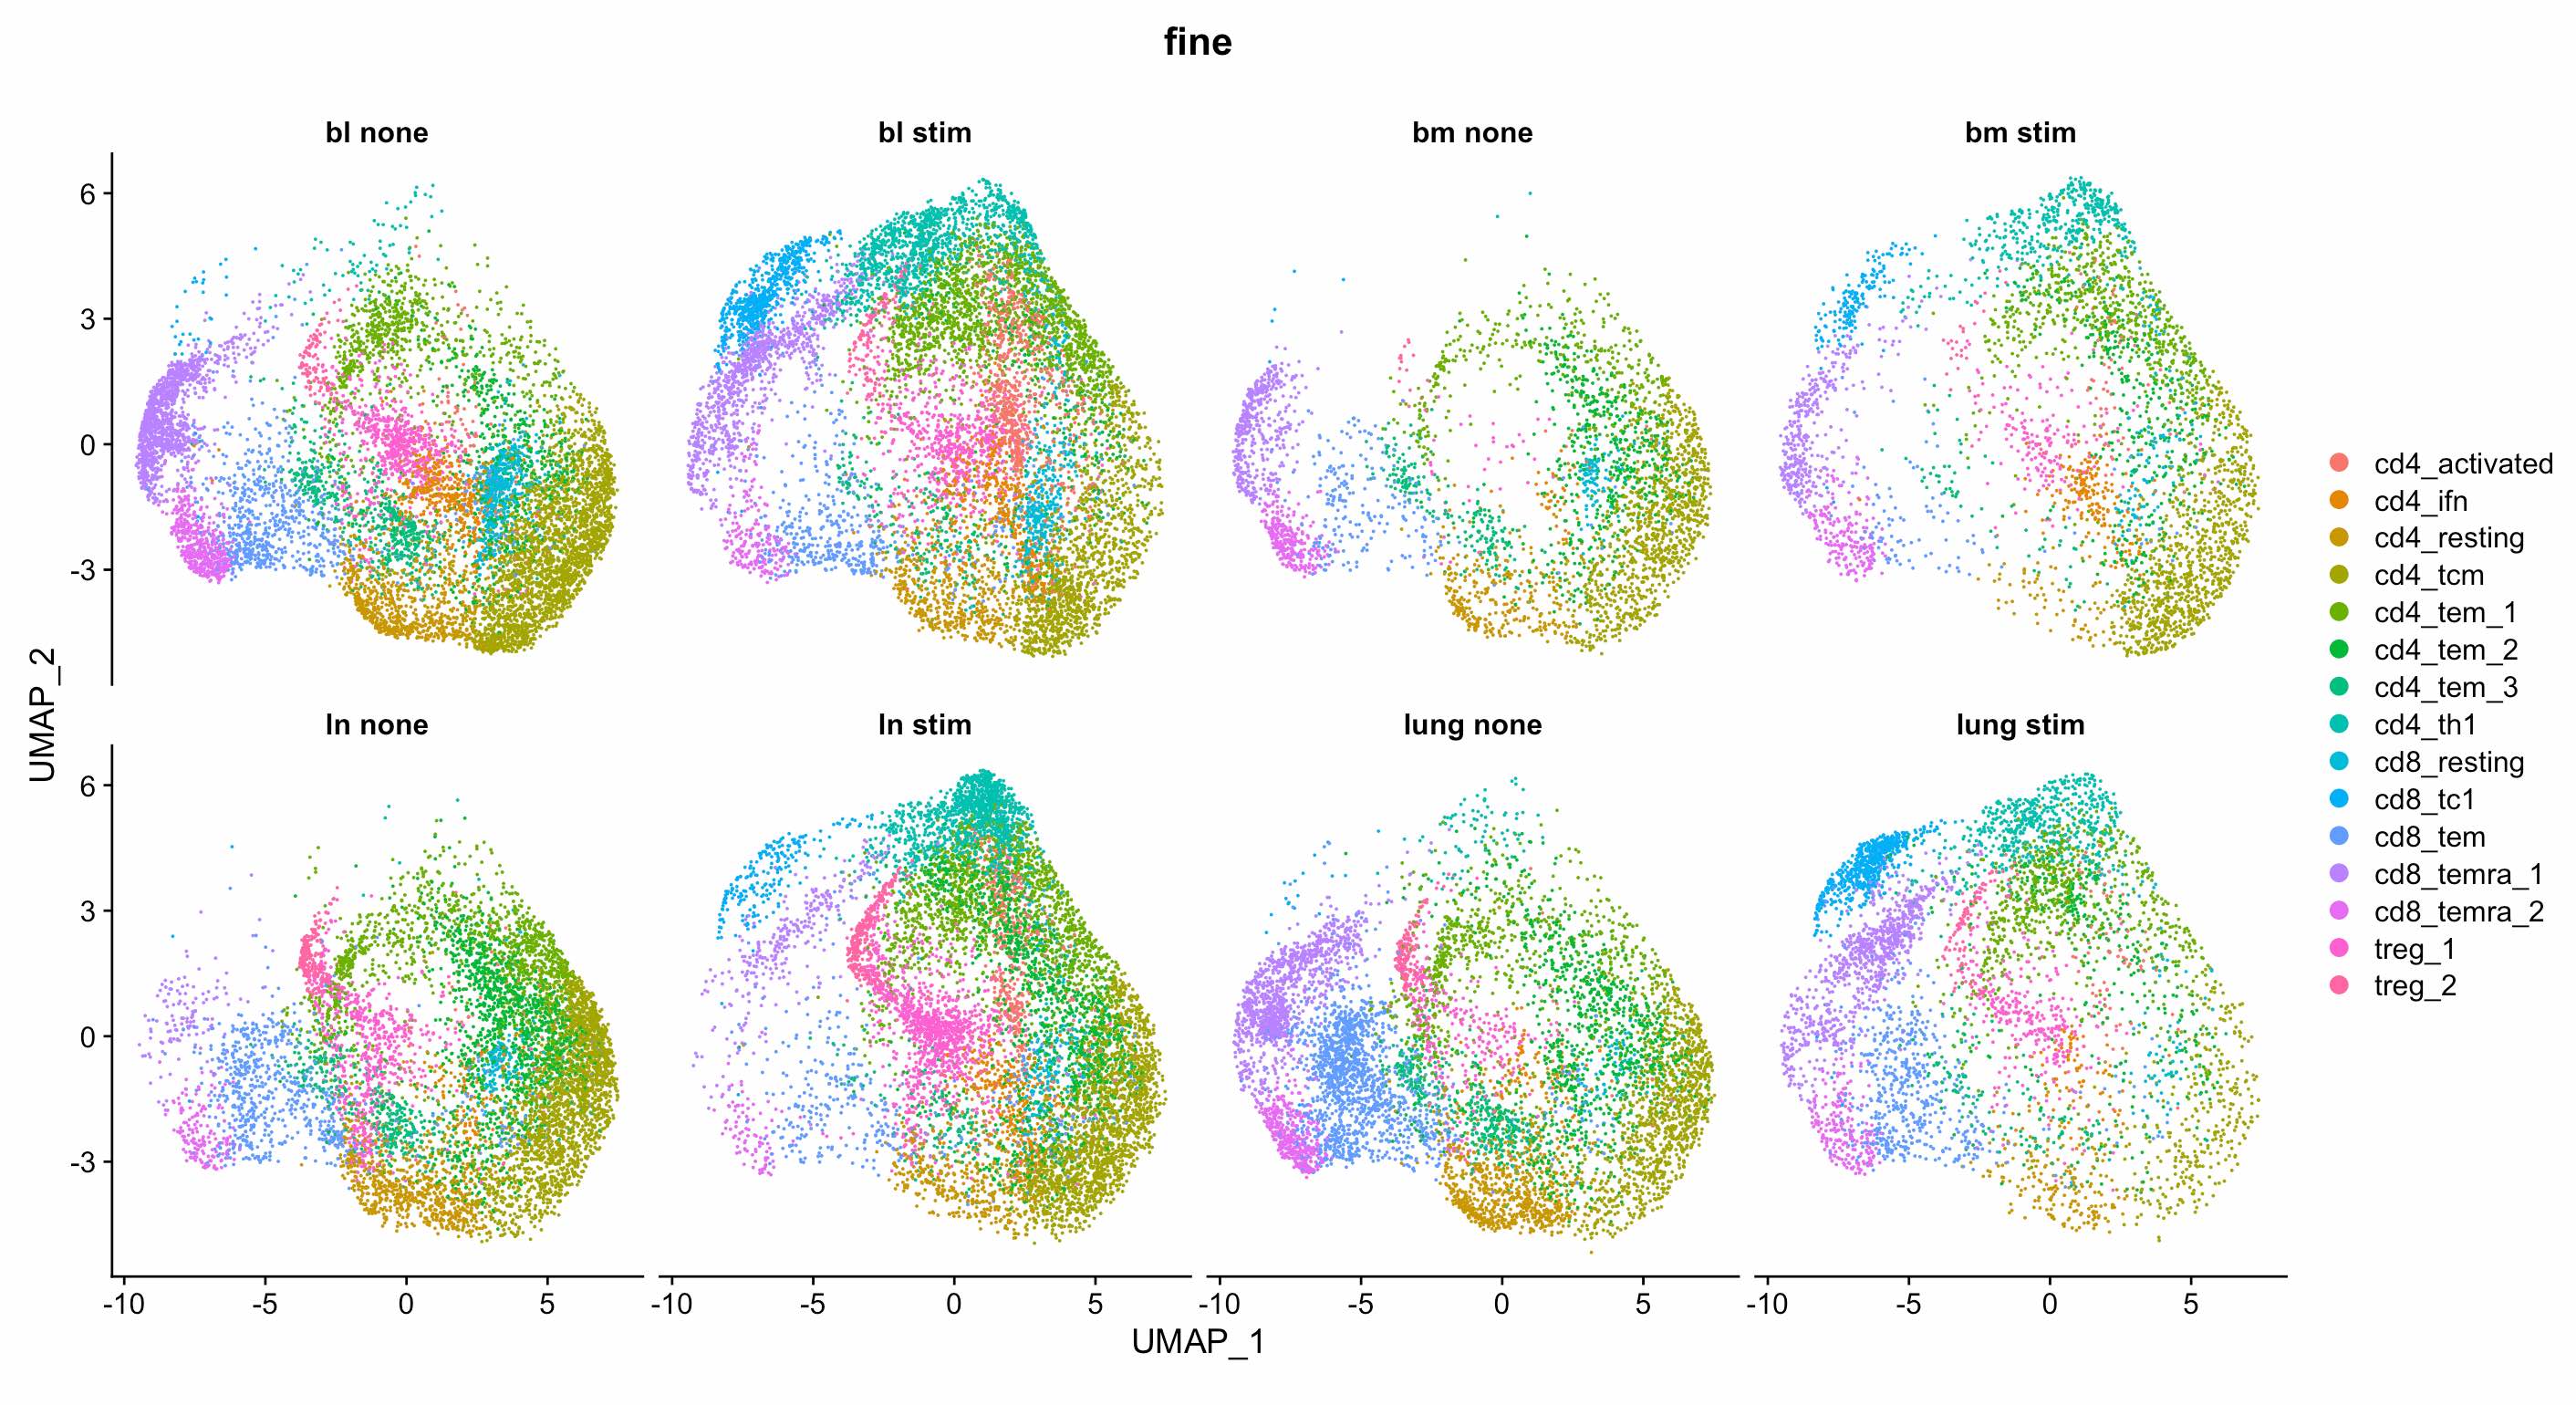 fine
bl none
bl stim
bm none
bm stim
6
3
0
-3
ln none
ln stim
lung none
lung stim
6
3
0
-3
UMAP_2
-10 -5 0 5
-10 -5 0 5
-10 -5 0 5
-10 -5 0 5
UMAP_1
cd4_activated
cd4_ifn
cd4_resting
cd4_tcm
cd4_tem_1
cd4_tem_2
cd4_tem_3
cd4_th1
cd8_resting
cd8_tc1
cd8_tem
cd8_temra_1
cd8_temra_2
treg_1
treg_2